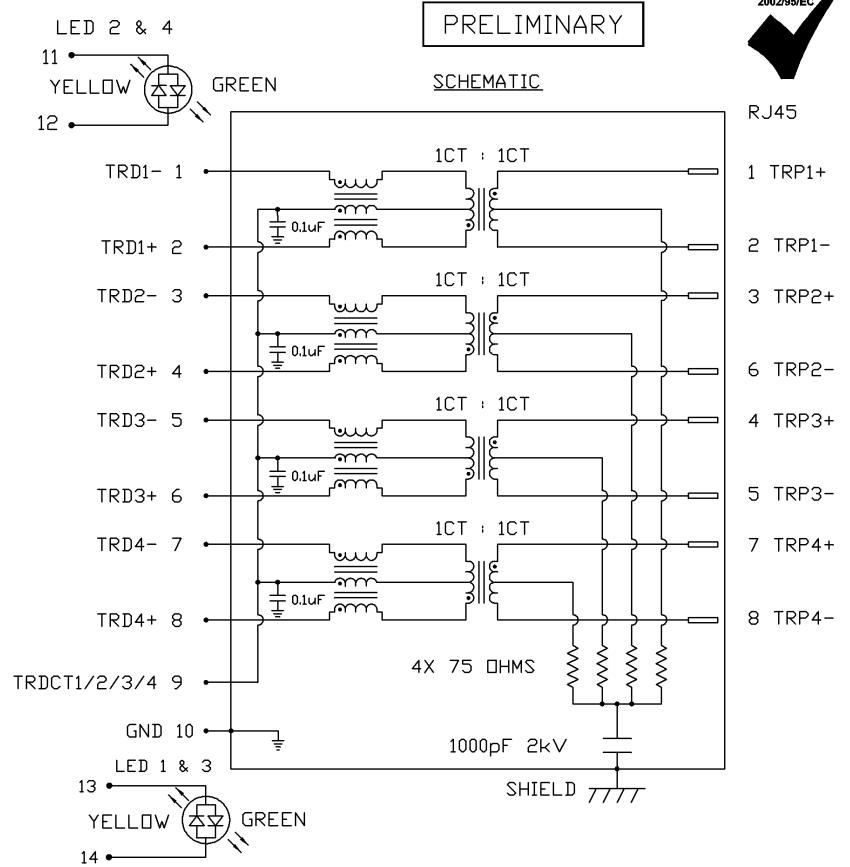 2002/95/EC
PRELIMINARY
LED 2 & 4
11
YELLOW
GREEN
12
SCHEMATIC
RJ45
TRD1- 1
1CT : 1CT
1 TRP1+
0.1uF
TRD1+ 2
2 TRP1-
TRD2- 3
1CT : 1CT
3 TRP2+
0.1uF
TRD2+ 4
6 TRP2-
TRD3- 5
1CT : 1CT
4 TRP3+
0.1uF
TRD3+ 6
5 TRP3-
TRD4- 7
1CT : 1CT
7 TRP4+
0.1uF
TRD4+ 8
8 TRP4-
4X 75 OHMS
TRDCT1/2/3/4 9
GND 10
1000pF 2kV
LED 1 & 3
13
SHIELD
YELLOW
GREEN
14